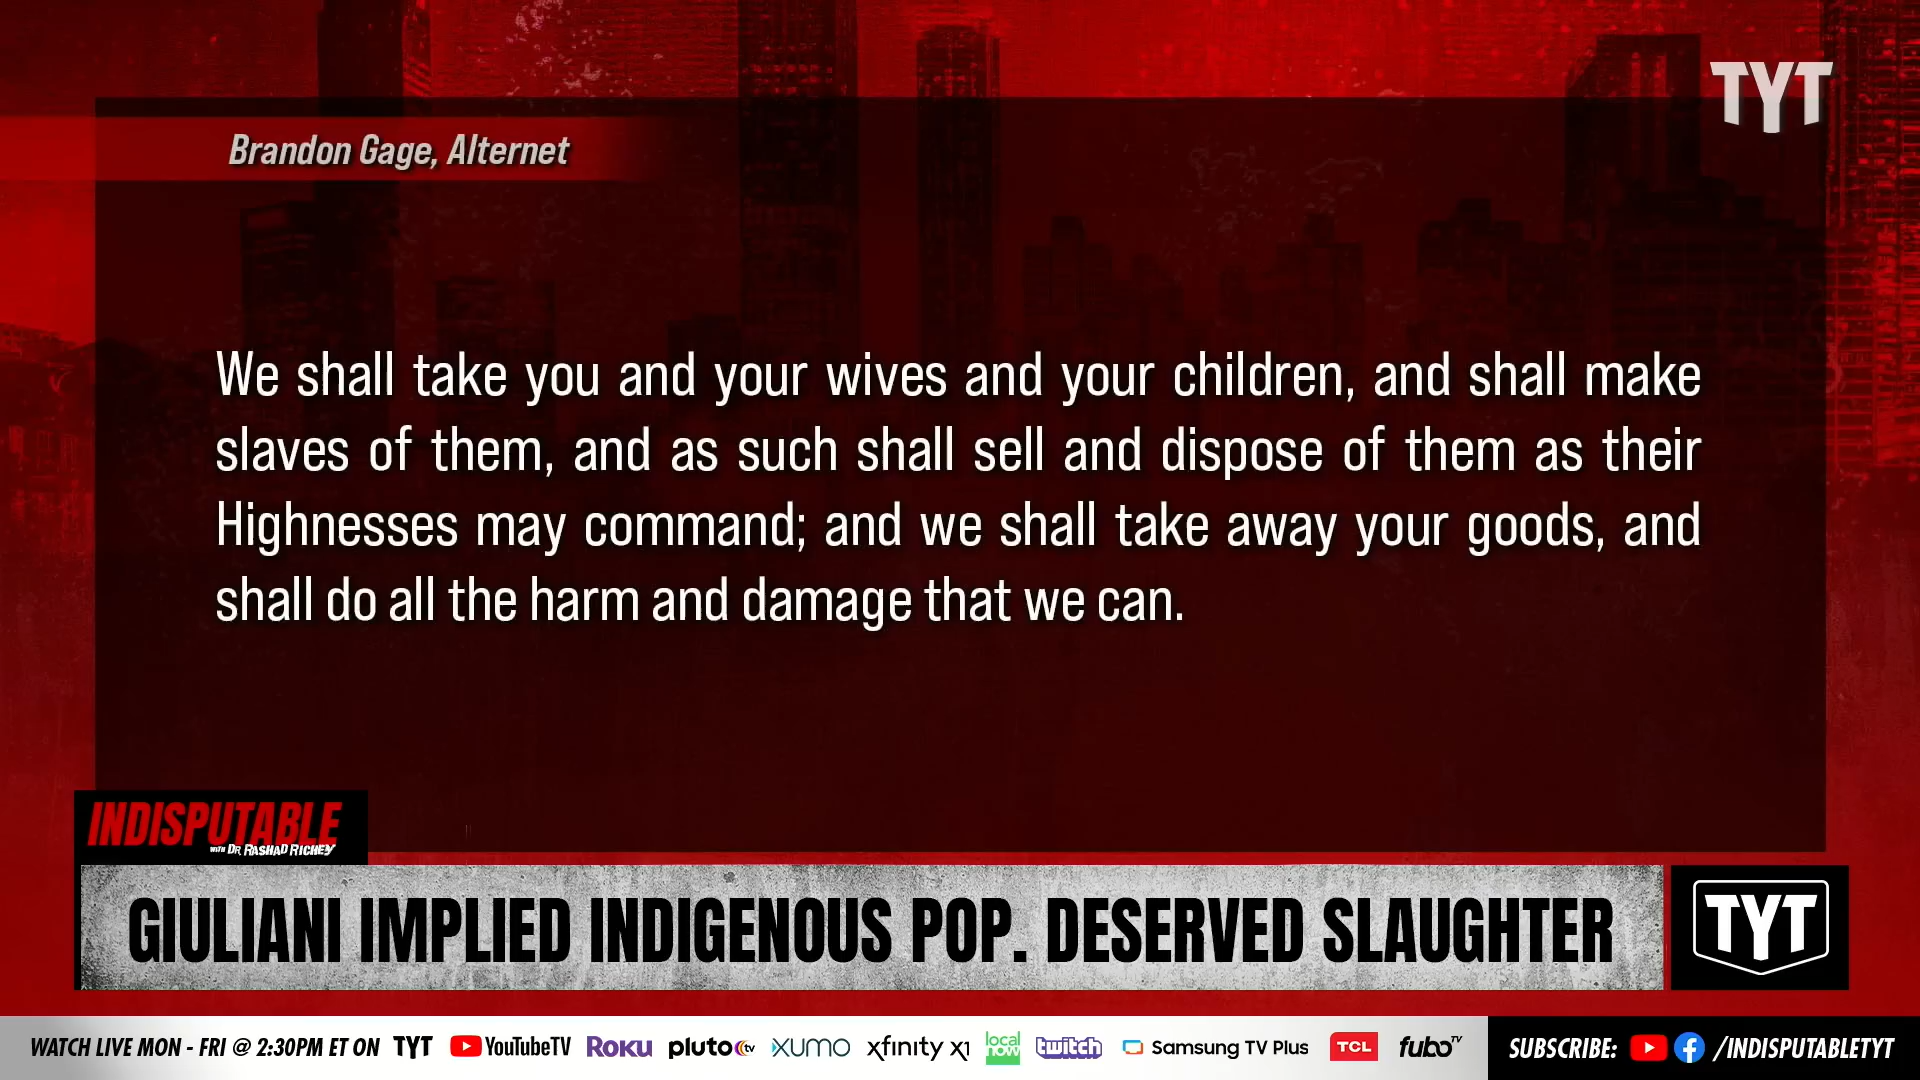 TYT
Brandon Gage, Alternet
We shall take you and your wives and your children, and shall make
slaves of them, and as such shall sell and dispose of them as their
Highnesses may command; and we shall take away your goods, and
shall do all the harm and damage that we can.
INDISPUTABLE
WITH DR RASHAD RICHEY
GIULIANI IMPLIED INDIGENOUS POP. DESERVED SLAUGHTER
TYT
WATCH LIVE MON - FRI @ 2:30PM ET ON TYT YouTubeTV ROKU pluto tv XUMO xfinity x1 local now twitch Samsung TV Plus TCL fubo TV SUBSCRIBE: /INDISPUTABLETYT